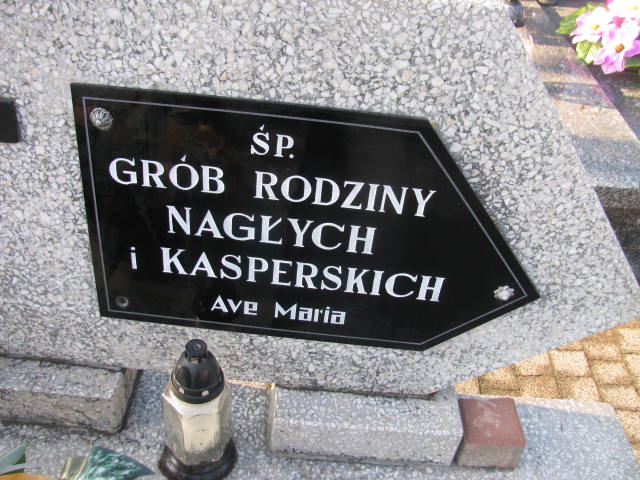 ŚP.
GRÓB RODZINY
NAGŁYCH
i KASPERSKICH
Ave Maria